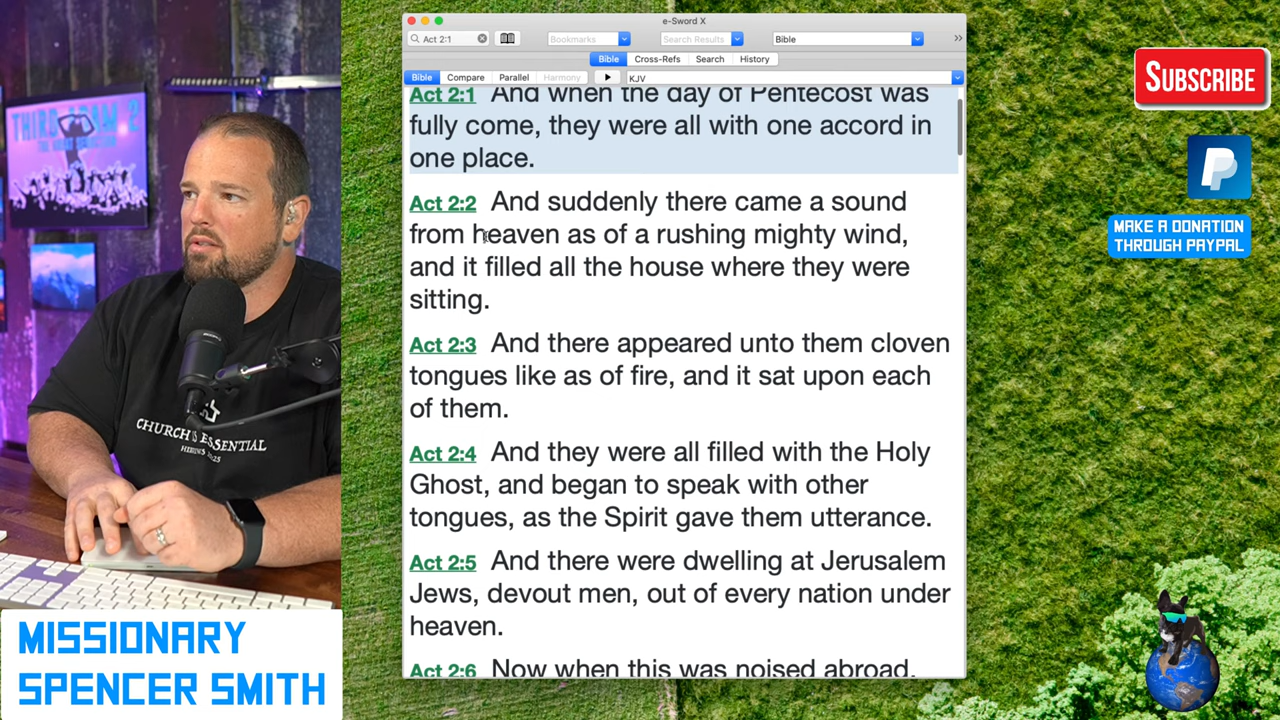 e-Sword X
Act 2:1
Bookmarks
Search Results
Bible
Bible
Cross-Refs
Search
History
Bible
Compare
Parallel
Harmony
KJV
Act 2:1 And when the day of Pentecost was
fully come, they were all with one accord in
one place.
Act 2:2 And suddenly there came a sound
from heaven as of a rushing mighty wind,
and it filled all the house where they were
sitting.
Act 2:3 And there appeared unto them cloven
tongues like as of fire, and it sat upon each
of them.
Act 2:4 And they were all filled with the Holy
Ghost, and began to speak with other
tongues, as the Spirit gave them utterance.
Act 2:5 And there were dwelling at Jerusalem
Jews, devout men, out of every nation under
heaven.
Act 2:6 Now when this was noised abroad,
SUBSCRIBE
P
MAKE A DONATION
THROUGH PAYPAL
THIRD
2
CHURCH IS ESSENTIAL
MISSIONARY
SPENCER SMITH